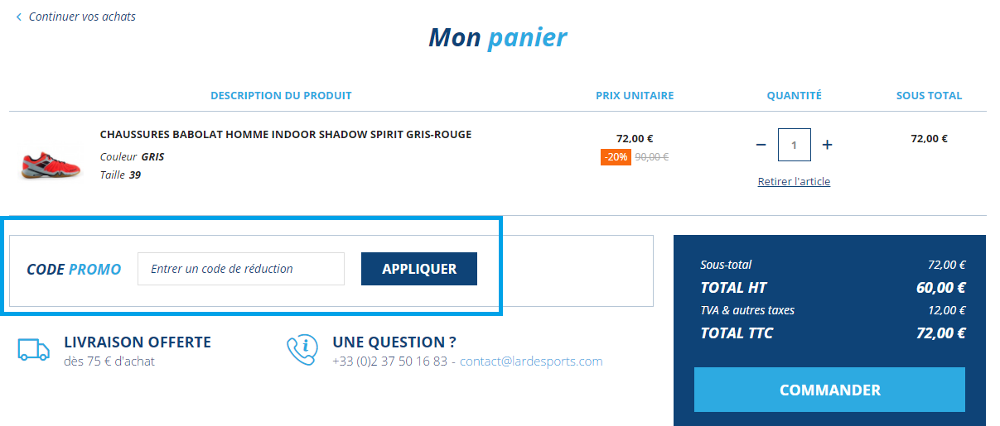 Continuer vos achats
Mon panier
DESCRIPTION DU PRODUIT PRIX UNITAIRE QUANTITÉ SOUS TOTAL
CHAUSSURES BABOLAT HOMME INDOOR SHADOW SPIRIT GRIS-ROUGE
Couleur GRIS
Taille 39
72,00 €
-20% 90,00 €
− 1 +
Retirer l'article
72,00 €
CODE PROMO Entrer un code de réduction APPLIQUER
LIVRAISON OFFERTE
dès 75 € d'achat
UNE QUESTION ?
+33 (0)2 37 50 16 83 - contact@lardesports.com
Sous-total 72,00 €
TOTAL HT 60,00 €
TVA & autres taxes 12,00 €
TOTAL TTC 72,00 €
COMMANDER